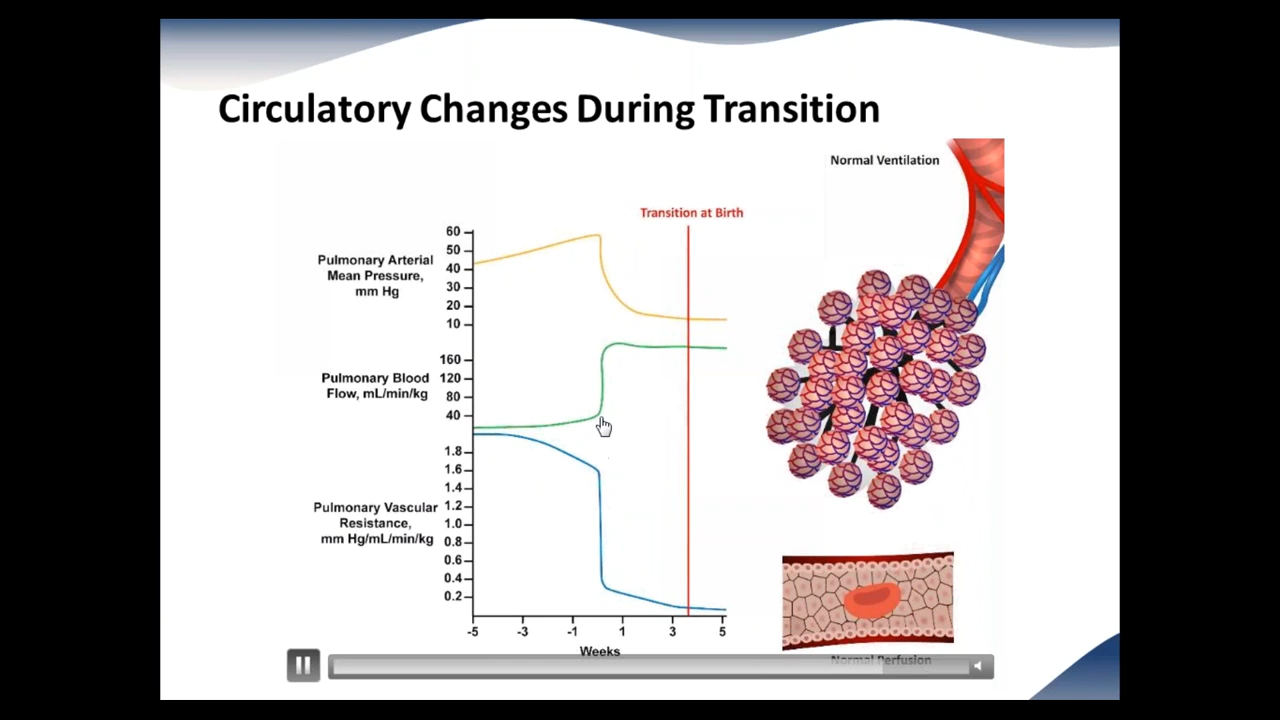 Circulatory Changes During Transition
Normal Ventilation
Transition at Birth
Pulmonary Arterial
Mean Pressure,
mm Hg
60
50
40
30
20
10
Pulmonary Blood
Flow, mL/min/kg
160
120
80
40
Pulmonary Vascular
Resistance,
mm Hg/mL/min/kg
1.8
1.6
1.4
1.2
1.0
0.8
0.6
0.4
0.2
-5 -3 -1 1 3 5
Weeks
Normal Perfusion